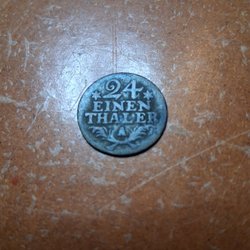 24
EINEN
THALER
A